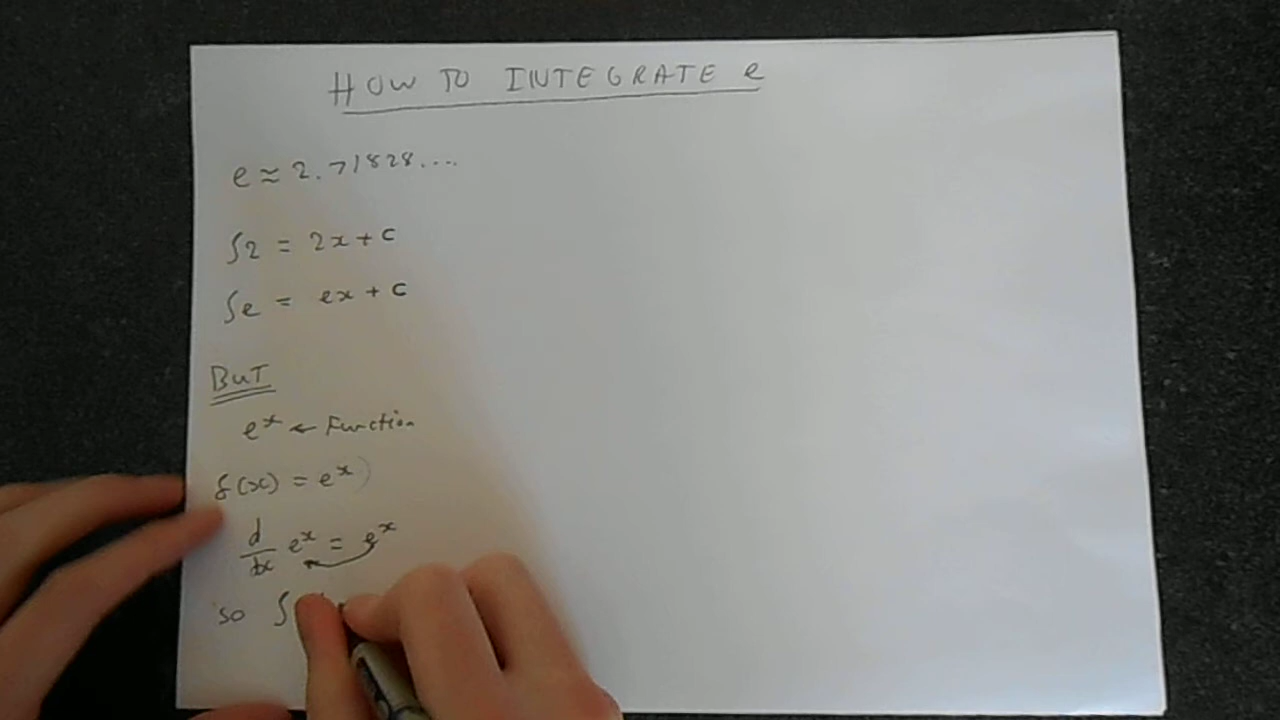 HOW TO INTEGRATE e
e ≈ 2.71828....
∫2 = 2x + c
∫e = ex + c
BUT
e^x ← Function
f(x) = e^x
d/dx e^x = e^x
so ∫